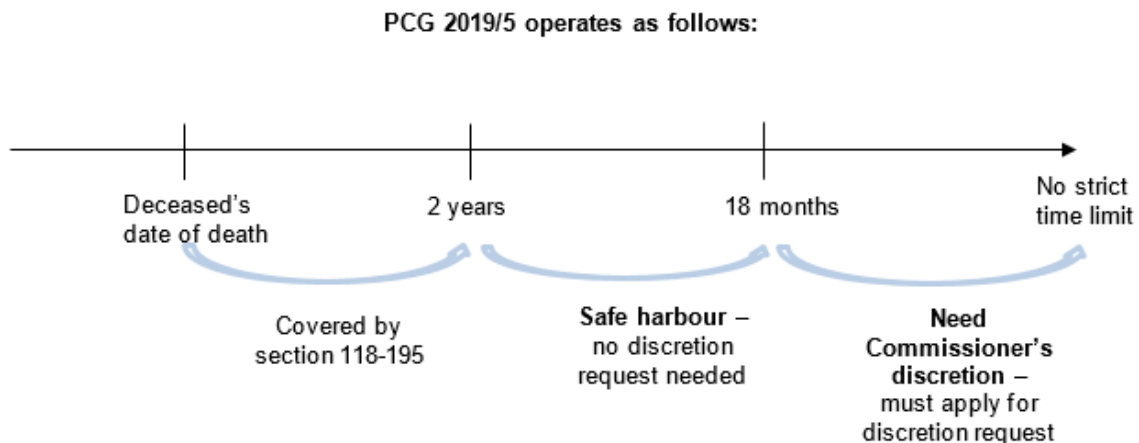 PCG 2019/5 operates as follows:
Deceased's
date of death
2 years
18 months
No strict
time limit
Covered by
section 118-195
Safe harbour –
no discretion
request needed
Need
Commissioner's
discretion –
must apply for
discretion request